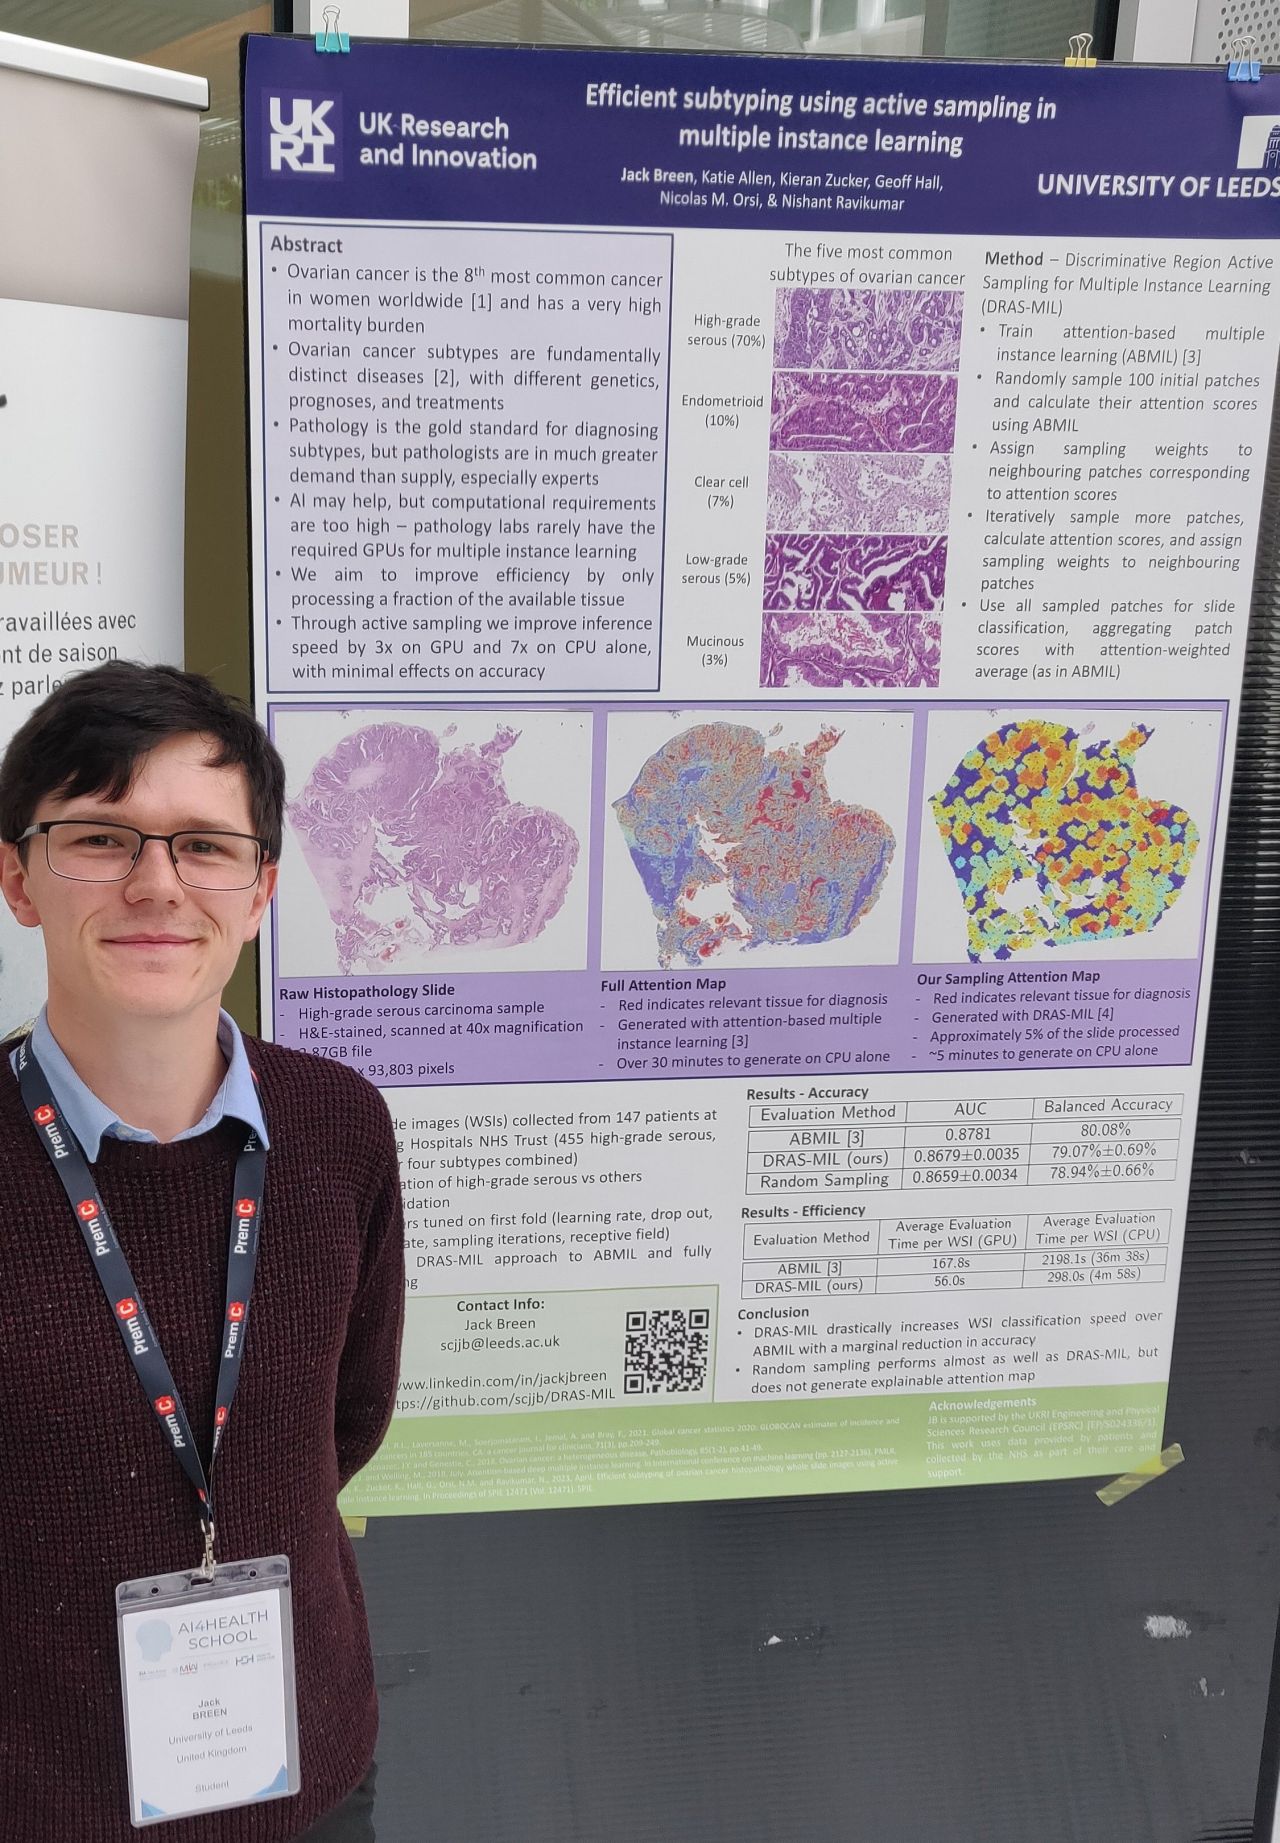 UK
RI
UK Research
and Innovation
Efficient subtyping using active sampling in
multiple instance learning
Jack Breen, Katie Allen, Kieran Zucker, Geoff Hall,
Nicolas M. Orsi, & Nishant Ravikumar
UNIVERSITY OF LEEDS
Abstract
• Ovarian cancer is the 8th most common cancer
in women worldwide [1] and has a very high
mortality burden
• Ovarian cancer subtypes are fundamentally
distinct diseases [2], with different genetics,
prognoses, and treatments
• Pathology is the gold standard for diagnosing
subtypes, but pathologists are in much greater
demand than supply, especially experts
• AI may help, but computational requirements
are too high – pathology labs rarely have the
required GPUs for multiple instance learning
• We aim to improve efficiency by only
processing a fraction of the available tissue
• Through active sampling we improve inference
speed by 3x on GPU and 7x on CPU alone,
with minimal effects on accuracy
The five most common
subtypes of ovarian cancer
High-grade
serous (70%)
Endometrioid
(10%)
Clear cell
(7%)
Low-grade
serous (5%)
Mucinous
(3%)
Method – Discriminative Region Active
Sampling for Multiple Instance Learning
(DRAS-MIL)
• Train attention-based multiple
instance learning (ABMIL) [3]
• Randomly sample 100 initial patches
and calculate their attention scores
using ABMIL
• Assign sampling weights to
neighbouring patches corresponding
to attention scores
• Iteratively sample more patches,
calculate attention scores, and assign
sampling weights to neighbouring
patches
• Use all sampled patches for slide
classification, aggregating patch
scores with attention-weighted
average (as in ABMIL)
Raw Histopathology Slide
- High-grade serous carcinoma sample
- H&E-stained, scanned at 40x magnification
87GB file
x 93,803 pixels
Full Attention Map
- Red indicates relevant tissue for diagnosis
- Generated with attention-based multiple
instance learning [3]
- Over 30 minutes to generate on CPU alone
Our Sampling Attention Map
- Red indicates relevant tissue for diagnosis
- Generated with DRAS-MIL [4]
- Approximately 5% of the slide processed
- ~5 minutes to generate on CPU alone
de images (WSIs) collected from 147 patients at
g Hospitals NHS Trust (455 high-grade serous,
r four subtypes combined)
ation of high-grade serous vs others
idation
rs tuned on first fold (learning rate, drop out,
ate, sampling iterations, receptive field)
DRAS-MIL approach to ABMIL and fully
ng
Contact Info:
Jack Breen
scjjb@leeds.ac.uk
www.linkedin.com/in/jackjbreen
tps://github.com/scjjb/DRAS-MIL
Results - Accuracy
Evaluation Method AUC Balanced Accuracy
ABMIL [3] 0.8781 80.08%
DRAS-MIL (ours) 0.8679±0.0035 79.07%±0.69%
Random Sampling 0.8659±0.0034 78.94%±0.66%
Results - Efficiency
Evaluation Method Average Evaluation Time per WSI (GPU) Average Evaluation Time per WSI (CPU)
ABMIL [3] 167.8s 2198.1s (36m 38s)
DRAS-MIL (ours) 56.0s 298.0s (4m 58s)
Conclusion
• DRAS-MIL drastically increases WSI classification speed over
ABMIL with a marginal reduction in accuracy
• Random sampling performs almost as well as DRAS-MIL, but
does not generate explainable attention map
Acknowledgements
JB is supported by the UKRI Engineering and Physical
Sciences Research Council (EPSRC) [EP/S024336/1].
This work uses data provided by patients and
collected by the NHS as part of their care and
support.
OSER
UMEUR !
ravaillées avec
nt de saison
z parle
PremC
PremC
PremC
PremC
PremC
PremC
AI4HEALTH
SCHOOL
Jack
BREEN
University of Leeds
United Kingdom
Student